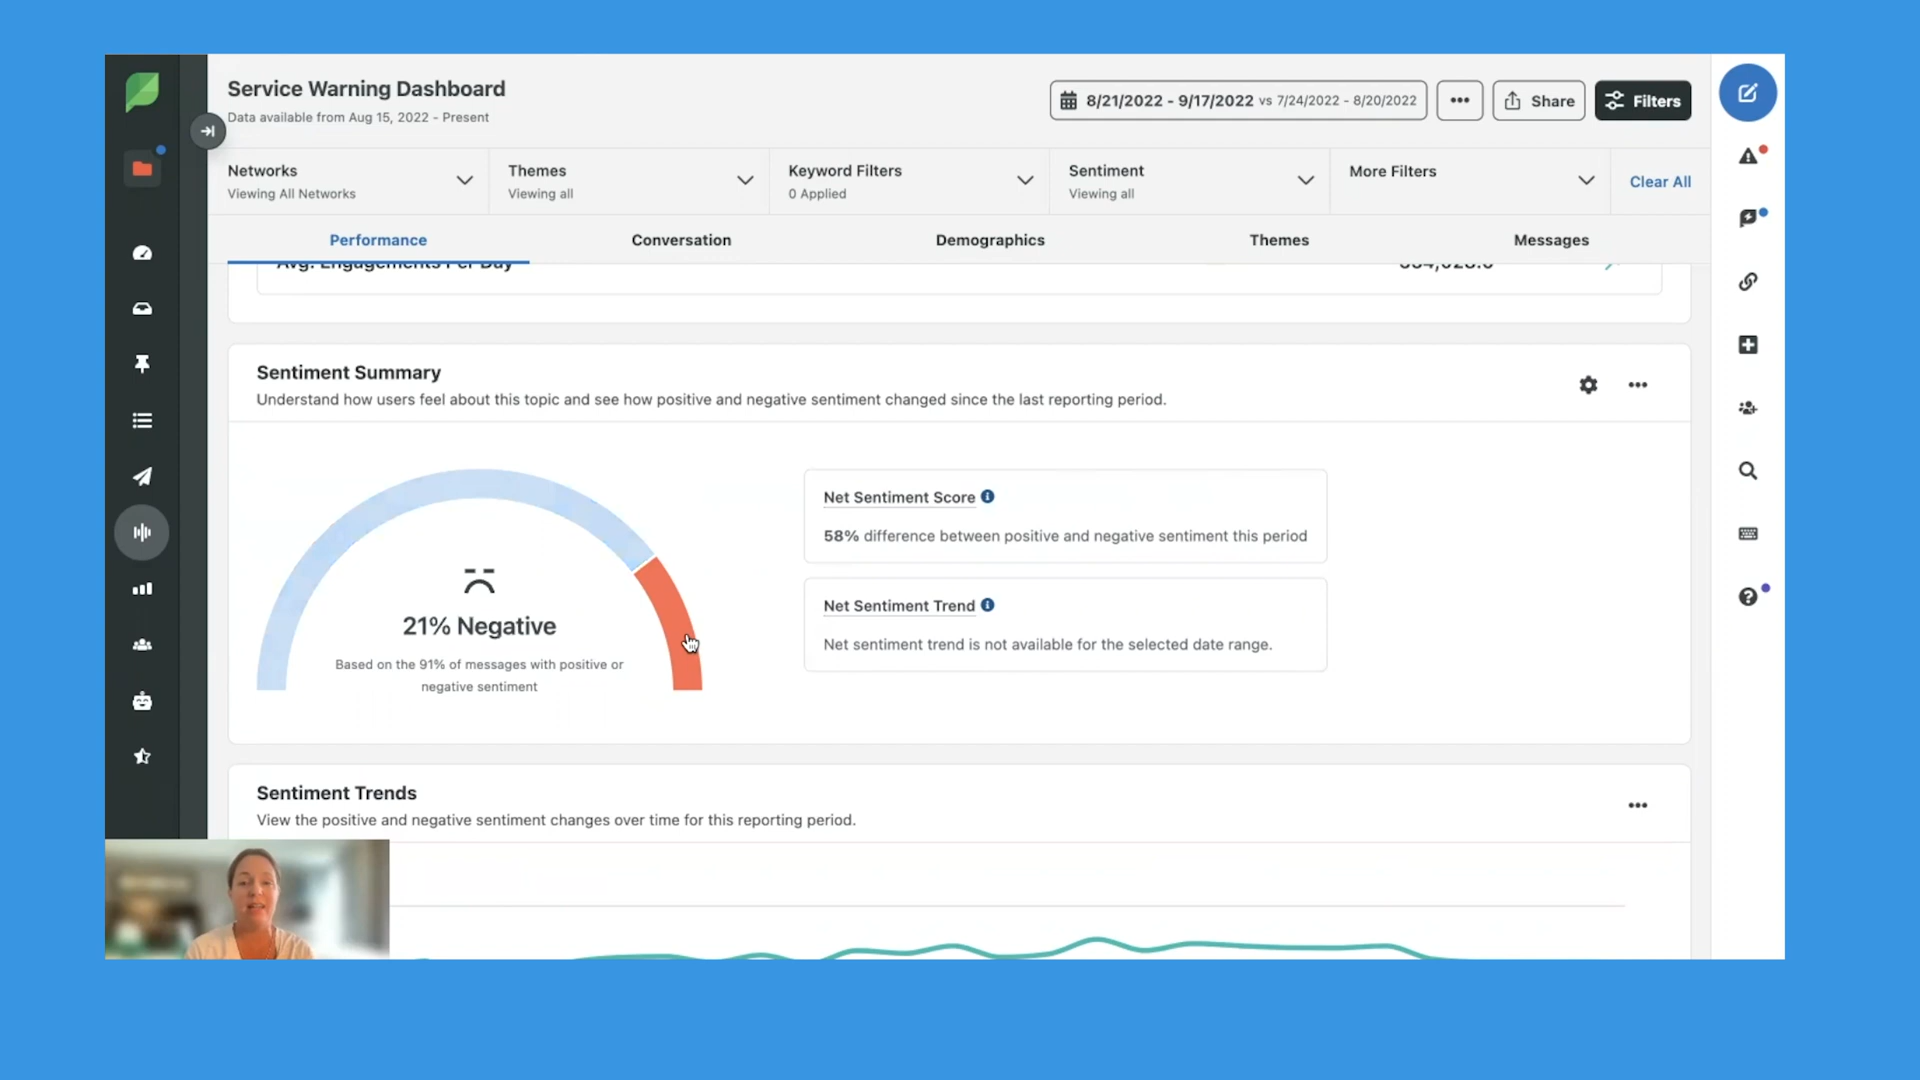 Service Warning Dashboard
Data available from Aug 15, 2022 - Present
8/21/2022 - 9/17/2022 vs 7/24/2022 - 8/20/2022
Share
Filters
Networks
Viewing All Networks
Themes
Viewing all
Keyword Filters
0 Applied
Sentiment
Viewing all
More Filters
Clear All
Performance
Conversation
Demographics
Themes
Messages
Avg. Engagements Per Day
Sentiment Summary
Understand how users feel about this topic and see how positive and negative sentiment changed since the last reporting period.
21% Negative
Based on the 91% of messages with positive or
negative sentiment
Net Sentiment Score
58% difference between positive and negative sentiment this period
Net Sentiment Trend
Net sentiment trend is not available for the selected date range.
Sentiment Trends
View the positive and negative sentiment changes over time for this reporting period.